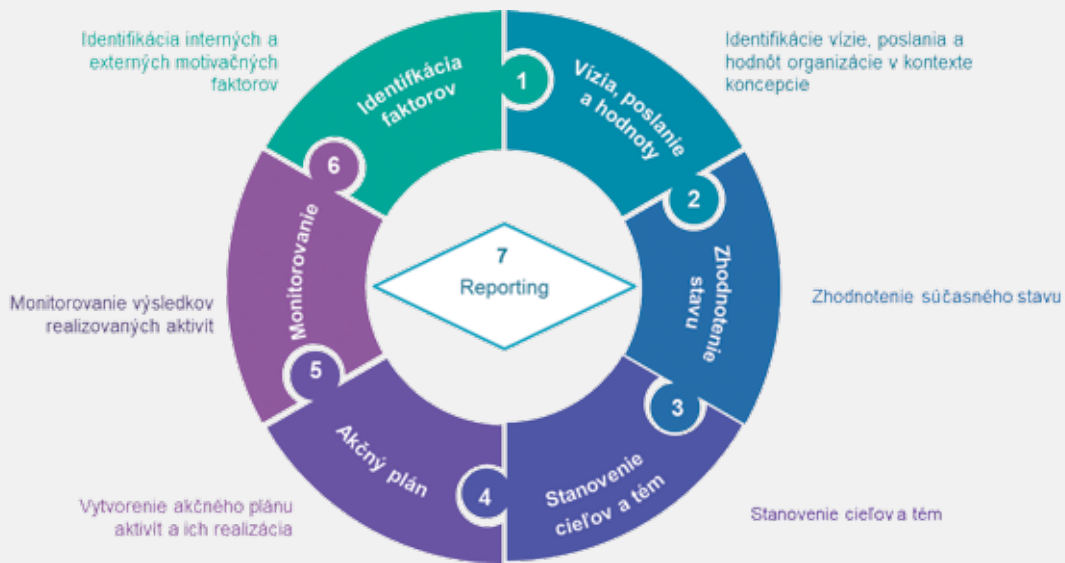 Identifikácia interných a
externých motivačných
faktorov
Identifkácia
faktorov
1
Vízia, poslanie
a hodnoty
Identifikácie vízie, poslania a
hodnôt organizácie v kontexte
koncepcie
2
Zhodnotenie
stavu
Zhodnotenie súčasného stavu
3
Stanovenie
cieľov a tém
Stanovenie cieľov a tém
4
Akčný plán
Vytvorenie akčného plánu
aktivít a ich realizácia
5
Monitorovanie
Monitorovanie výsledkov
realizovaných aktivít
6
7
Reporting